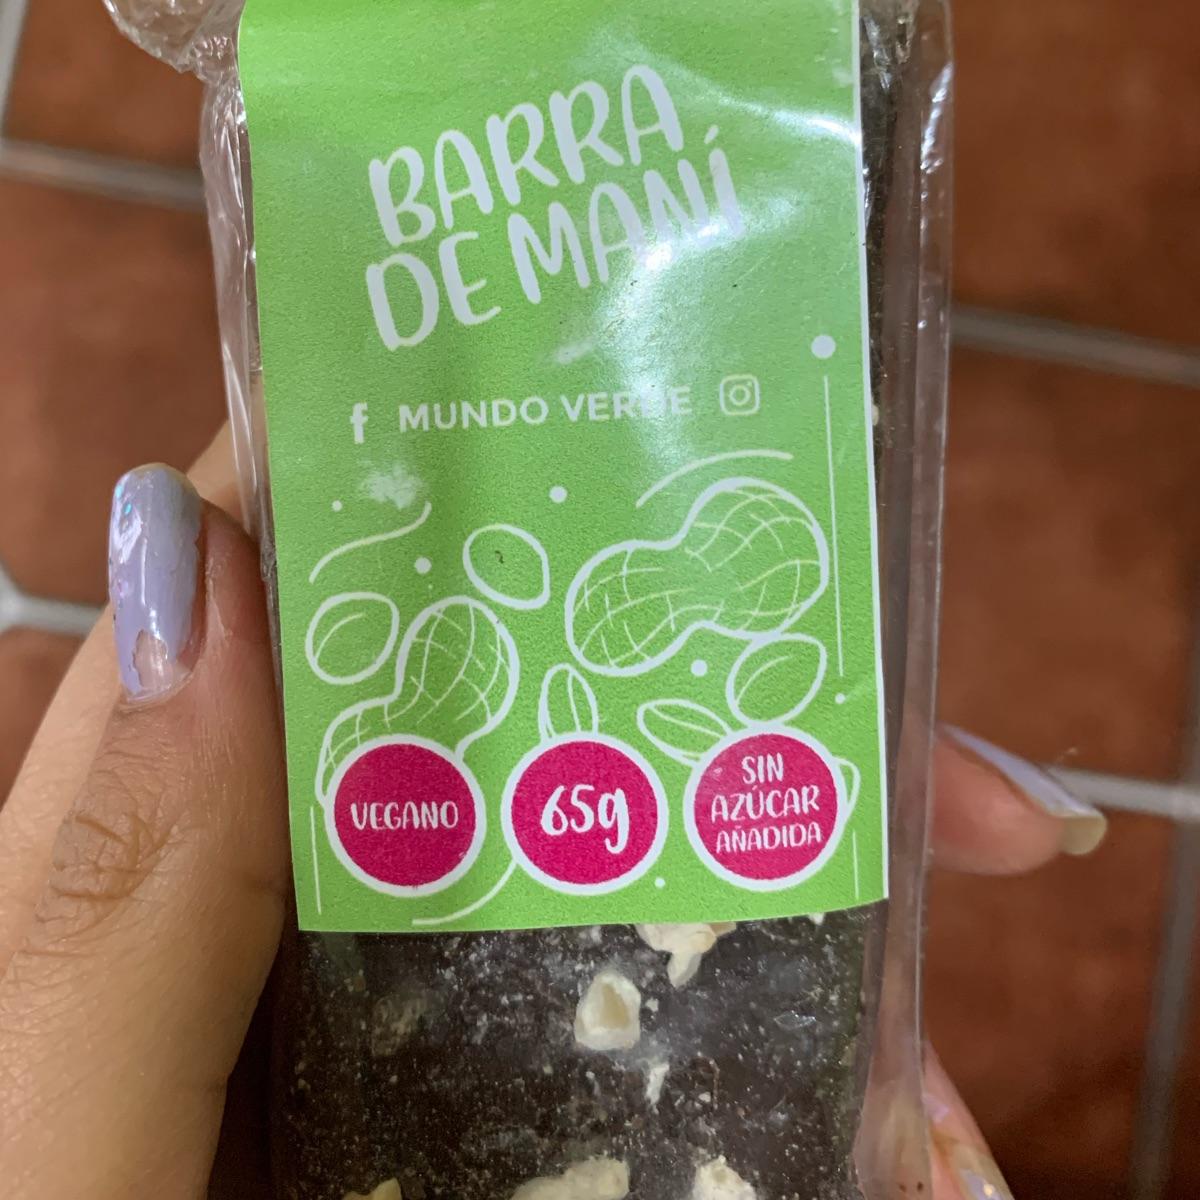 BARRA
DE MANÍ
f MUNDO VERDE
VEGANO
65g
SIN
AZÚCAR
AÑADIDA